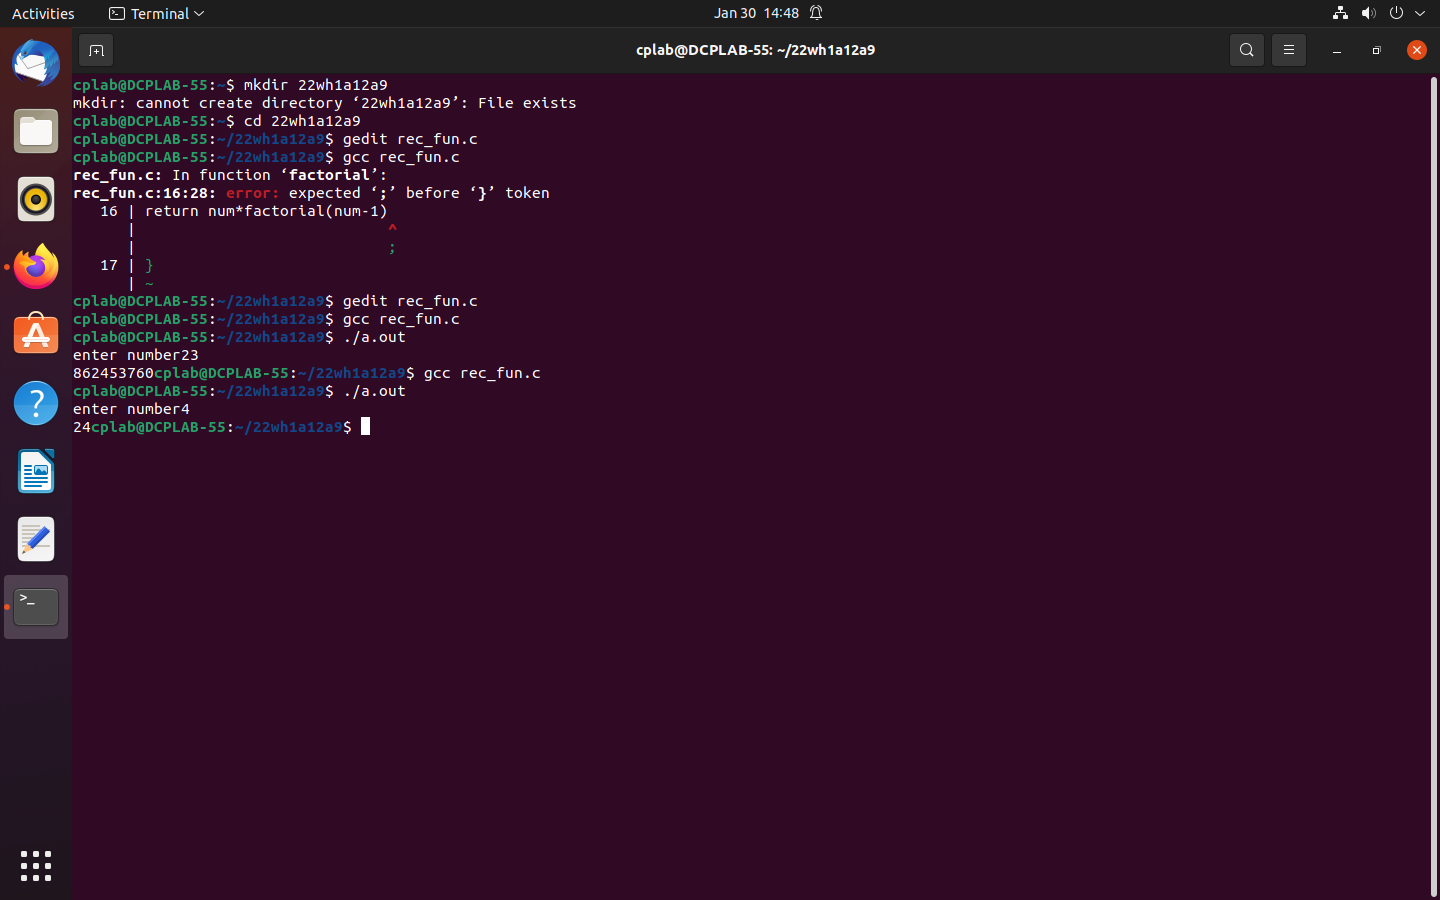 Activities Terminal Jan 30 14:48
cplab@DCPLAB-55: ~/22wh1a12a9
cplab@DCPLAB-55:~$ mkdir 22wh1a12a9
mkdir: cannot create directory ‘22wh1a12a9’: File exists
cplab@DCPLAB-55:~$ cd 22wh1a12a9
cplab@DCPLAB-55:~/22wh1a12a9$ gedit rec_fun.c
cplab@DCPLAB-55:~/22wh1a12a9$ gcc rec_fun.c
rec_fun.c: In function ‘factorial’:
rec_fun.c:16:28: error: expected ‘;’ before ‘}’ token
   16 | return num*factorial(num-1)
      |                            ^
      |                            ;
   17 | }
      | ~
cplab@DCPLAB-55:~/22wh1a12a9$ gedit rec_fun.c
cplab@DCPLAB-55:~/22wh1a12a9$ gcc rec_fun.c
cplab@DCPLAB-55:~/22wh1a12a9$ ./a.out
enter number23
862453760cplab@DCPLAB-55:~/22wh1a12a9$ gcc rec_fun.c
cplab@DCPLAB-55:~/22wh1a12a9$ ./a.out
enter number4
24cplab@DCPLAB-55:~/22wh1a12a9$